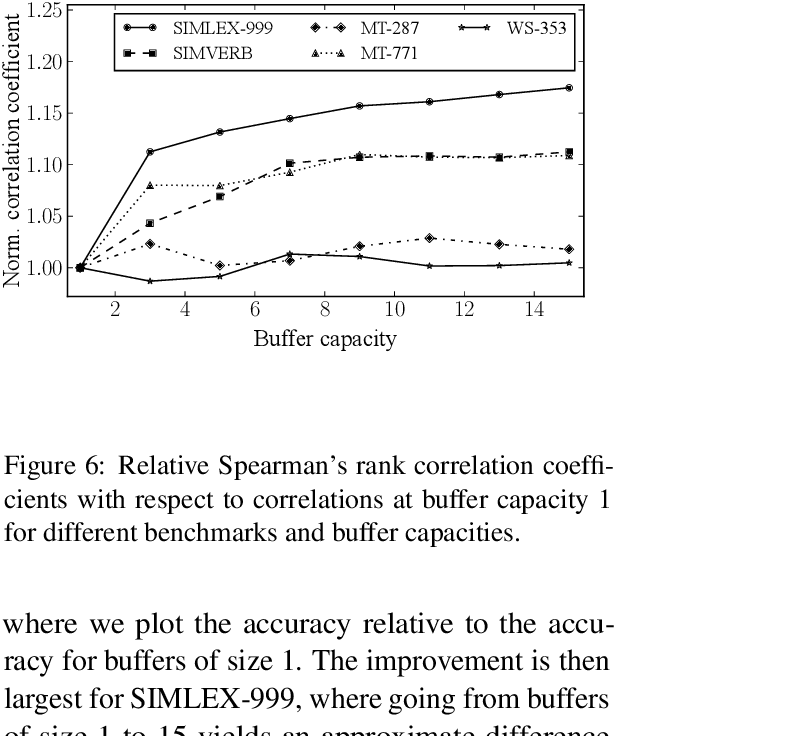 1.25
SIMLEX-999 MT-287 WS-353
SIMVERB MT-771
1.20
1.15
1.10
1.05
1.00
Norm. correlation coefficient
2 4 6 8 10 12 14
Buffer capacity
Figure 6: Relative Spearman's rank correlation coeffi-
cients with respect to correlations at buffer capacity 1
for different benchmarks and buffer capacities.
where we plot the accuracy relative to the accu-
racy for buffers of size 1. The improvement is then
largest for SIMLEX-999, where going from buffers
of size 1 to 15 yields an approximate difference